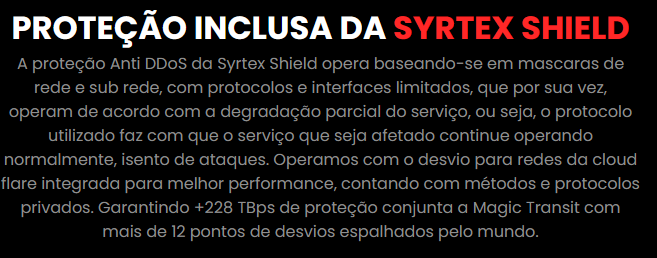 PROTEÇÃO INCLUSA DA SYRTEX SHIELD
A proteção Anti DDoS da Syrtex Shield opera baseando-se em mascaras de
rede e sub rede, com protocolos e interfaces limitados, que por sua vez,
operam de acordo com a degradação parcial do serviço, ou seja, o protocolo
utilizado faz com que o serviço que seja afetado continue operando
normalmente, isento de ataques. Operamos com o desvio para redes da cloud
flare integrada para melhor performance, contando com métodos e protocolos
privados. Garantindo +228 TBps de proteção conjunta a Magic Transit com
mais de 12 pontos de desvios espalhados pelo mundo.